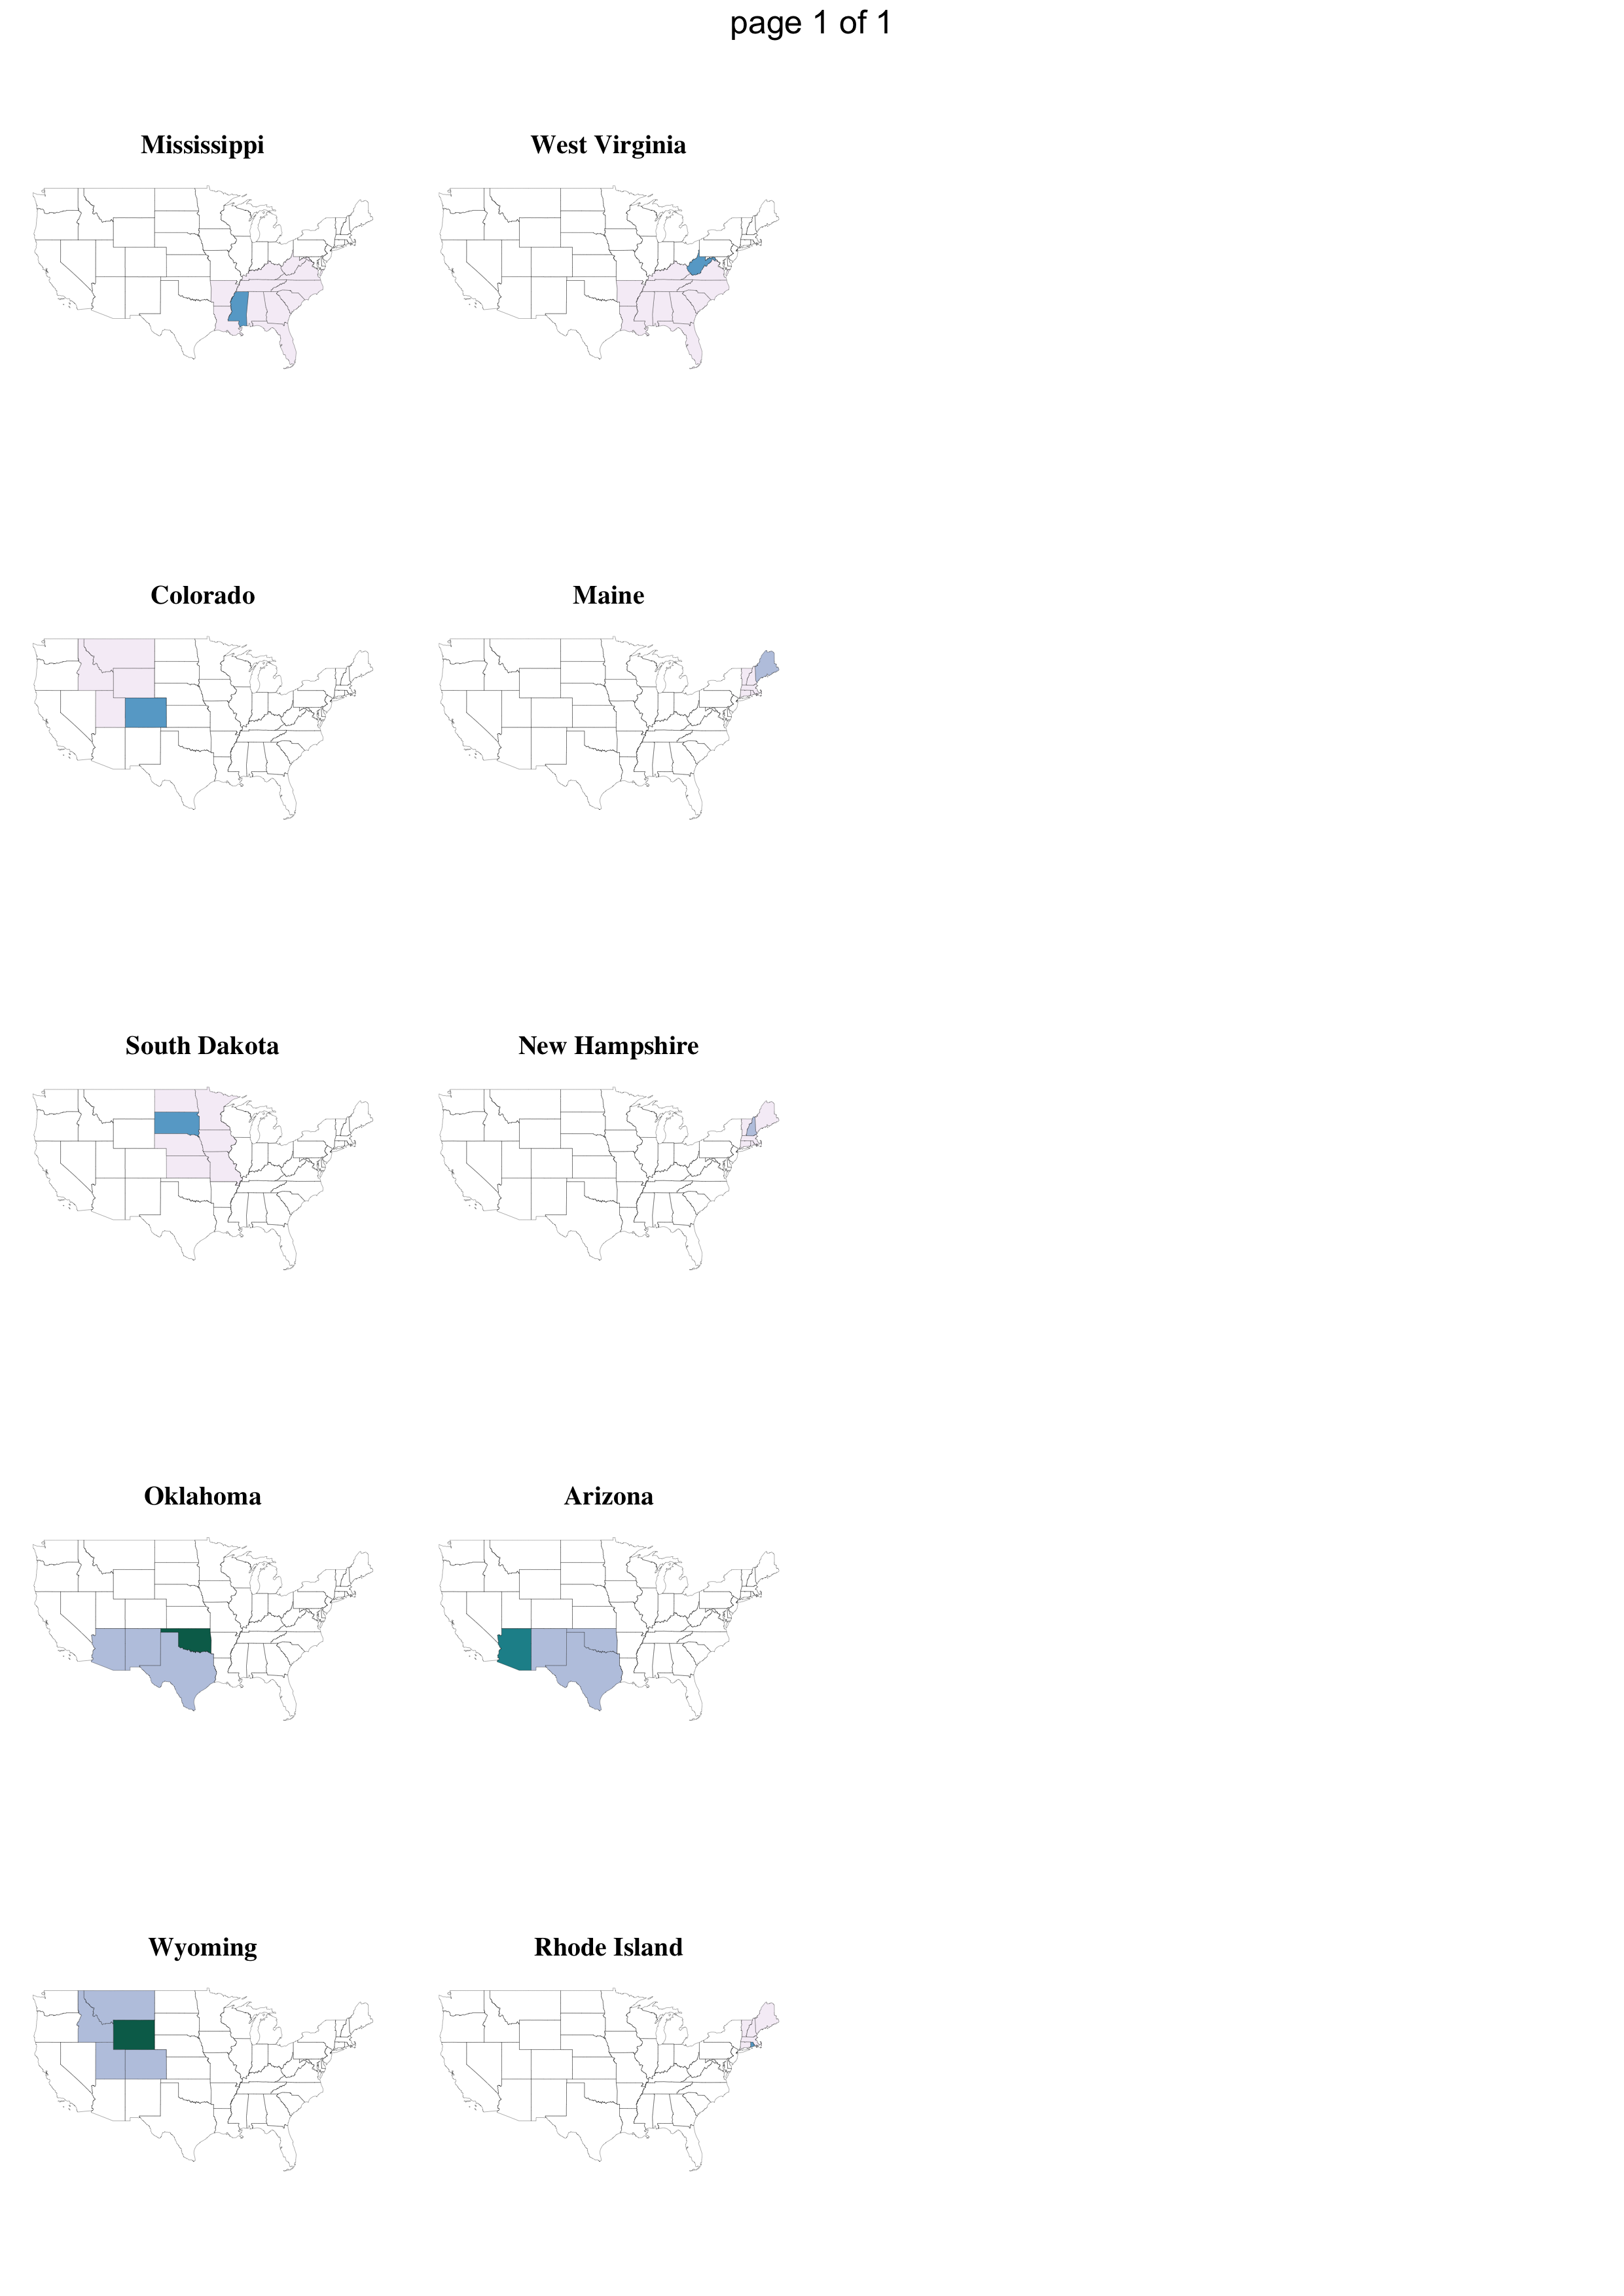 page 1 of 1
Mississippi
West Virginia
Colorado
Maine
South Dakota
New Hampshire
Oklahoma
Arizona
Wyoming
Rhode Island